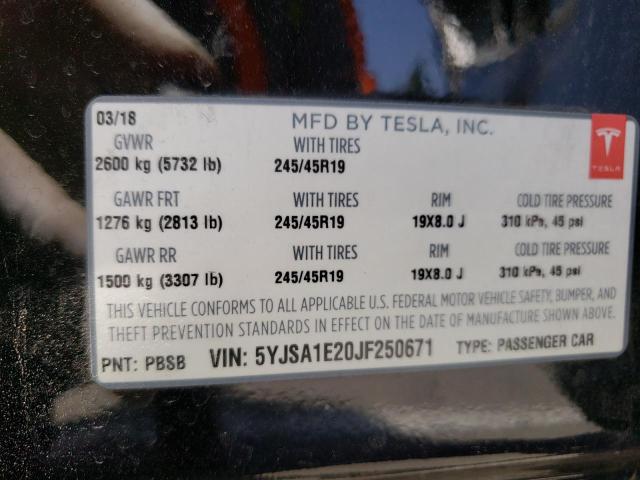 03/18 MFD BY TESLA, INC.
GVWR WITH TIRES
2600 kg (5732 lb) 245/45R19
TESLA
GAWR FRT WITH TIRES RIM COLD TIRE PRESSURE
1276 kg (2813 lb) 245/45R19 19X8.0 J 310 kPa, 45 psi
GAWR RR WITH TIRES RIM COLD TIRE PRESSURE
1500 kg (3307 lb) 245/45R19 19X8.0 J 310 kPa, 45 psi
THIS VEHICLE CONFORMS TO ALL APPLICABLE U.S. FEDERAL MOTOR VEHICLE SAFETY, BUMPER, AND
THEFT PREVENTION STANDARDS IN EFFECT ON THE DATE OF MANUFACTURE SHOWN ABOVE.
PNT: PBSB VIN: 5YJSA1E20JF250671 TYPE: PASSENGER CAR